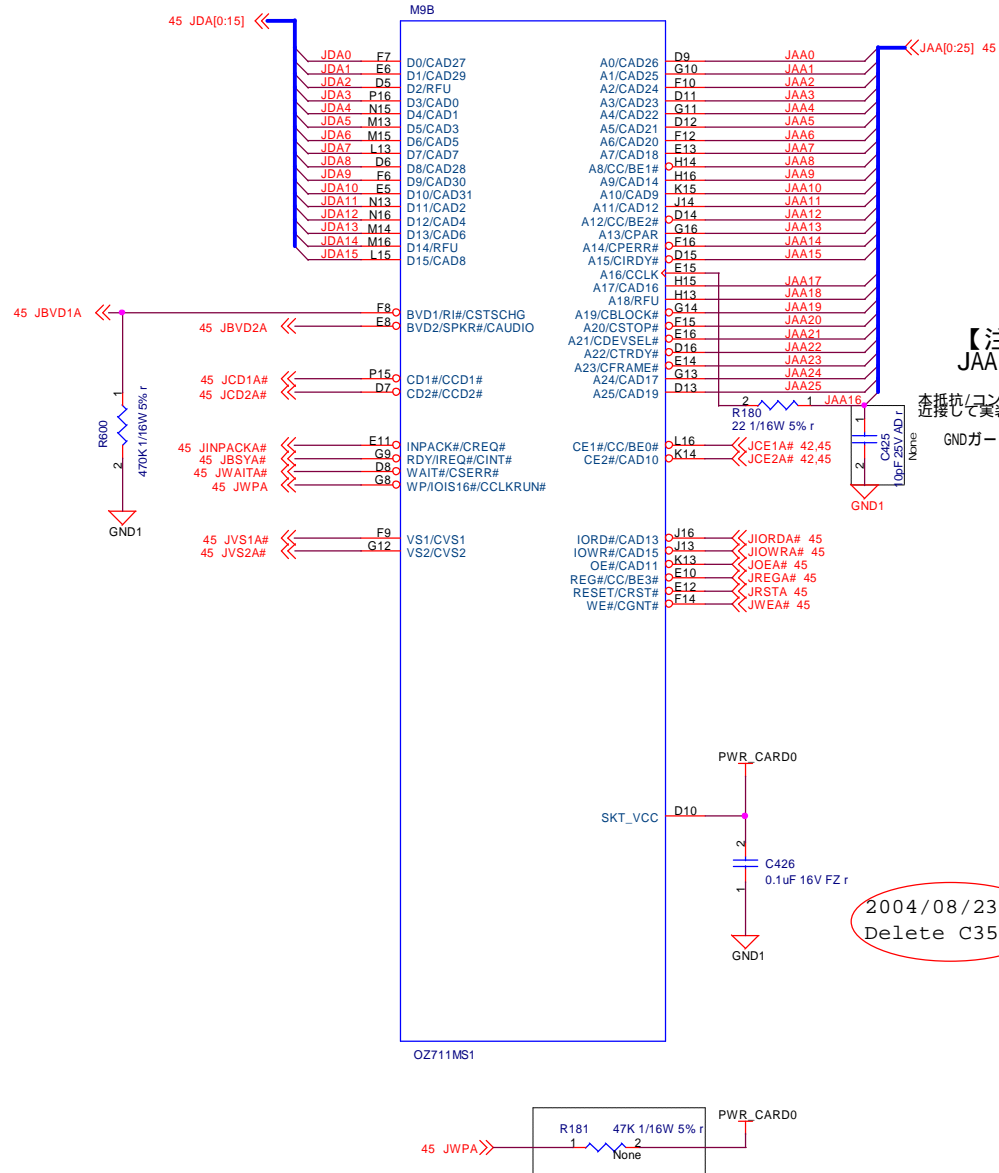 M9B
45 JDA[0:15]
JAA[0:25] 45
JDA0 F7 D0/CAD27
JDA1 E6 D1/CAD29
JDA2 D5 D2/RFU
JDA3 P16 D3/CAD0
JDA4 N15 D4/CAD1
JDA5 M13 D5/CAD3
JDA6 M15 D6/CAD5
JDA7 L13 D7/CAD7
JDA8 D6 D8/CAD28
JDA9 F6 D9/CAD30
JDA10 E5 D10/CAD31
JDA11 N13 D11/CAD2
JDA12 N16 D12/CAD4
JDA13 M14 D13/CAD6
JDA14 M16 D14/RFU
JDA15 L15 D15/CAD8
A0/CAD26 D9 JAA0
A1/CAD25 G10 JAA1
A2/CAD24 F10 JAA2
A3/CAD23 D11 JAA3
A4/CAD22 G11 JAA4
A5/CAD21 D12 JAA5
A6/CAD20 F12 JAA6
A7/CAD18 E13 JAA7
A8/CC/BE1# H14 JAA8
A9/CAD14 H16 JAA9
A10/CAD9 K15 JAA10
A11/CAD12 J14 JAA11
A12/CC/BE2# D14 JAA12
A13/CPAR G16 JAA13
A14/CPERR# F16 JAA14
A15/CIRDY# D15 JAA15
A16/CCLK E15
A17/CAD16 H15 JAA17
A18/RFU H13 JAA18
A19/CBLOCK# G14 JAA19
A20/CSTOP# F15 JAA20
A21/CDEVSEL# E16 JAA21
A22/CTRDY# D16 JAA22
A23/CFRAME# E14 JAA23
A24/CAD17 G13 JAA24
A25/CAD19 D13 JAA25
45 JBVD1A F8 BVD1/RI#/CSTSCHG
45 JBVD2A E8 BVD2/SPKR#/CAUDIO
45 JCD1A# P15 CD1#/CCD1#
45 JCD2A# D7 CD2#/CCD2#
R600
470K 1/16W 5% r
1
2
GND1
45 JINPACKA# E11 INPACK#/CREQ#
45 JBSYA# G9 RDY/IREQ#/CINT#
45 JWAITA# D8 WAIT#/CSERR#
45 JWPA G8 WP/IOIS16#/CCLKRUN#
45 JVS1A# F9 VS1/CVS1
45 JVS2A# G12 VS2/CVS2
【注
JAA
2 1 JAA16
R180
22 1/16W 5% r
本抵抗/コン
近接して実装
GNDガー
1
2
C425
10pF 25V AD r
None
GND1
CE1#/CC/BE0# L16 JCE1A# 42,45
CE2#/CAD10 K14 JCE2A# 42,45
IORD#/CAD13 J16 JIORDA# 45
IOWR#/CAD15 J13 JIOWRA# 45
OE#/CAD11 K13 JOEA# 45
REG#/CC/BE3# E10 JREGA# 45
RESET/CRST# E12 JRSTA 45
WE#/CGNT# F14 JWEA# 45
PWR_CARD0
SKT_VCC D10
2
C426
0.1uF 16V FZ r
1
GND1
2004/08/23
Delete C35
OZ711MS1
PWR_CARD0
R181 47K 1/16W 5% r
45 JWPA 1 2
None